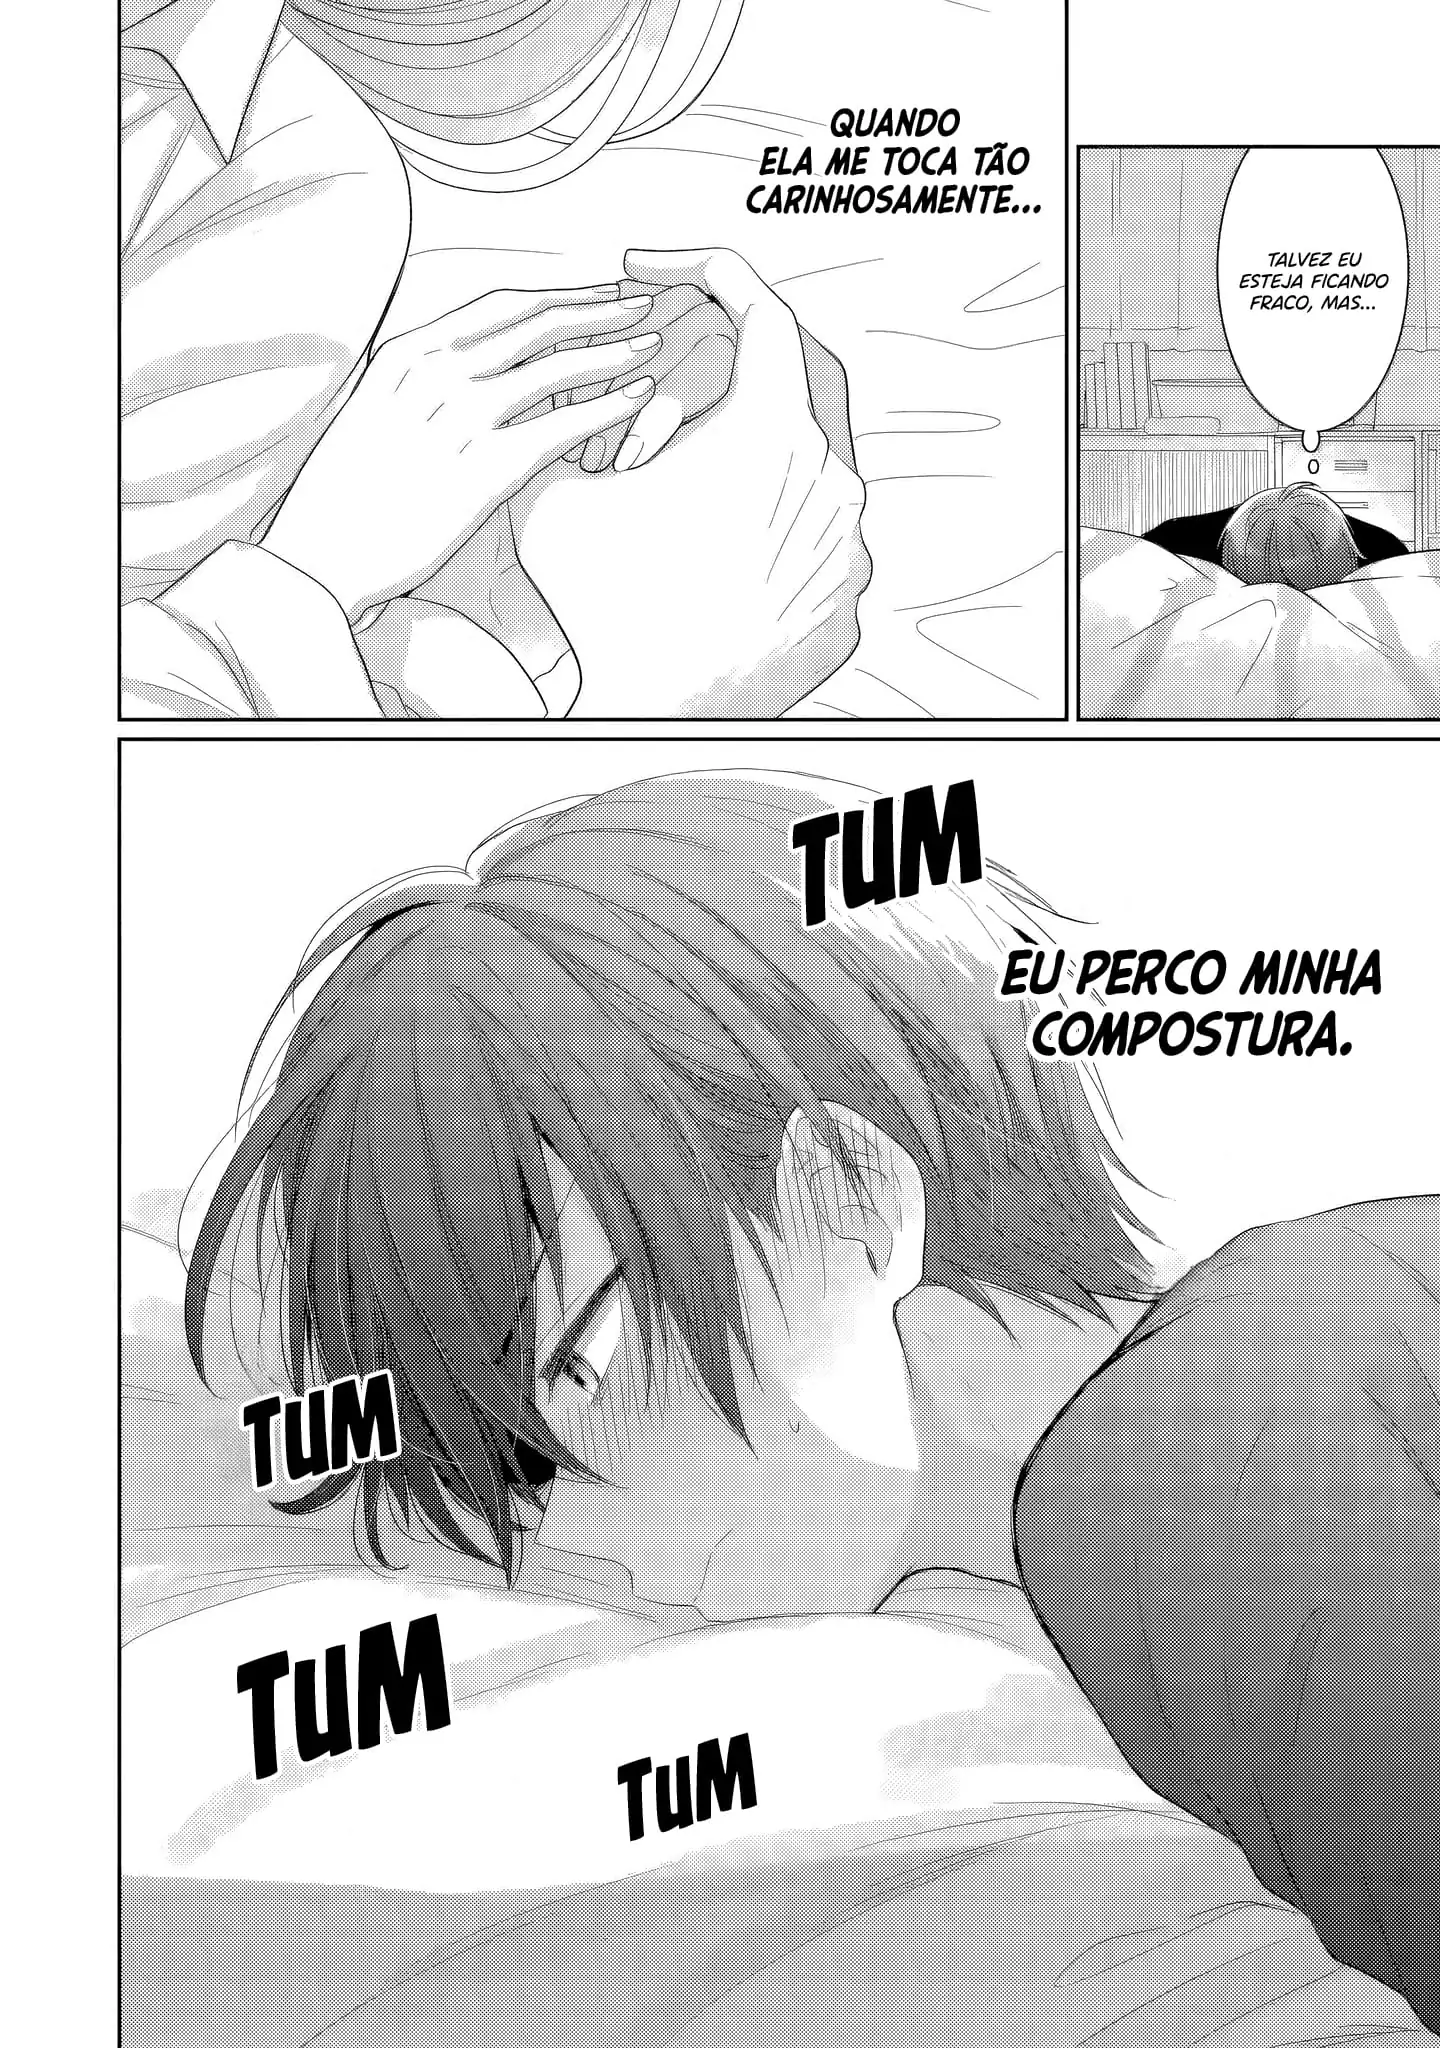 TALVEZ EU
ESTEJA FICANDO
FRACO, MAS...
QUANDO
ELA ME TOCA TÃO
CARINHOSAMENTE...
TUM
EU PERCO MINHA
COMPOSTURA.
TUM
TUM
TUM